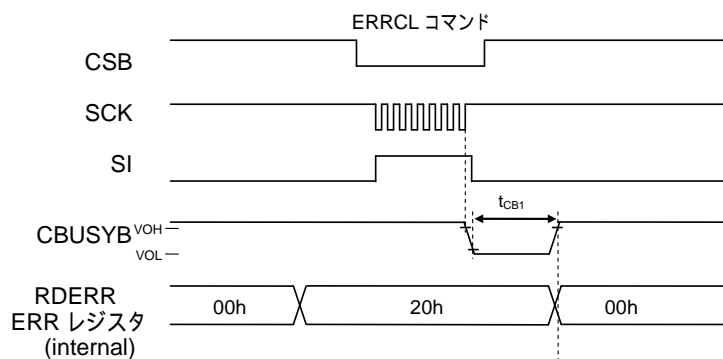 ERRCL コマンド
CSB
SCK
SI
tCB1
CBUSYB
VOH
VOL
RDERR
ERR レジスタ
(internal)
00h
20h
00h